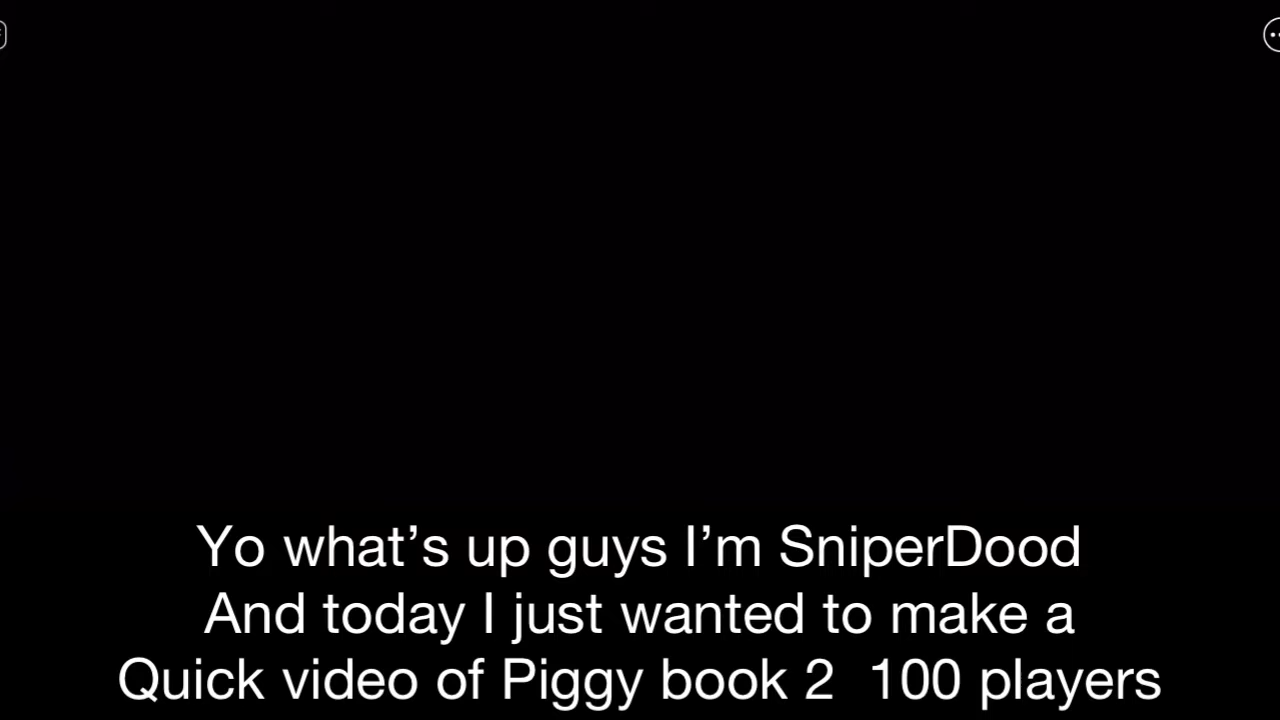 Yo what’s up guys I’m SniperDood
And today I just wanted to make a
Quick video of Piggy book 2  100 players